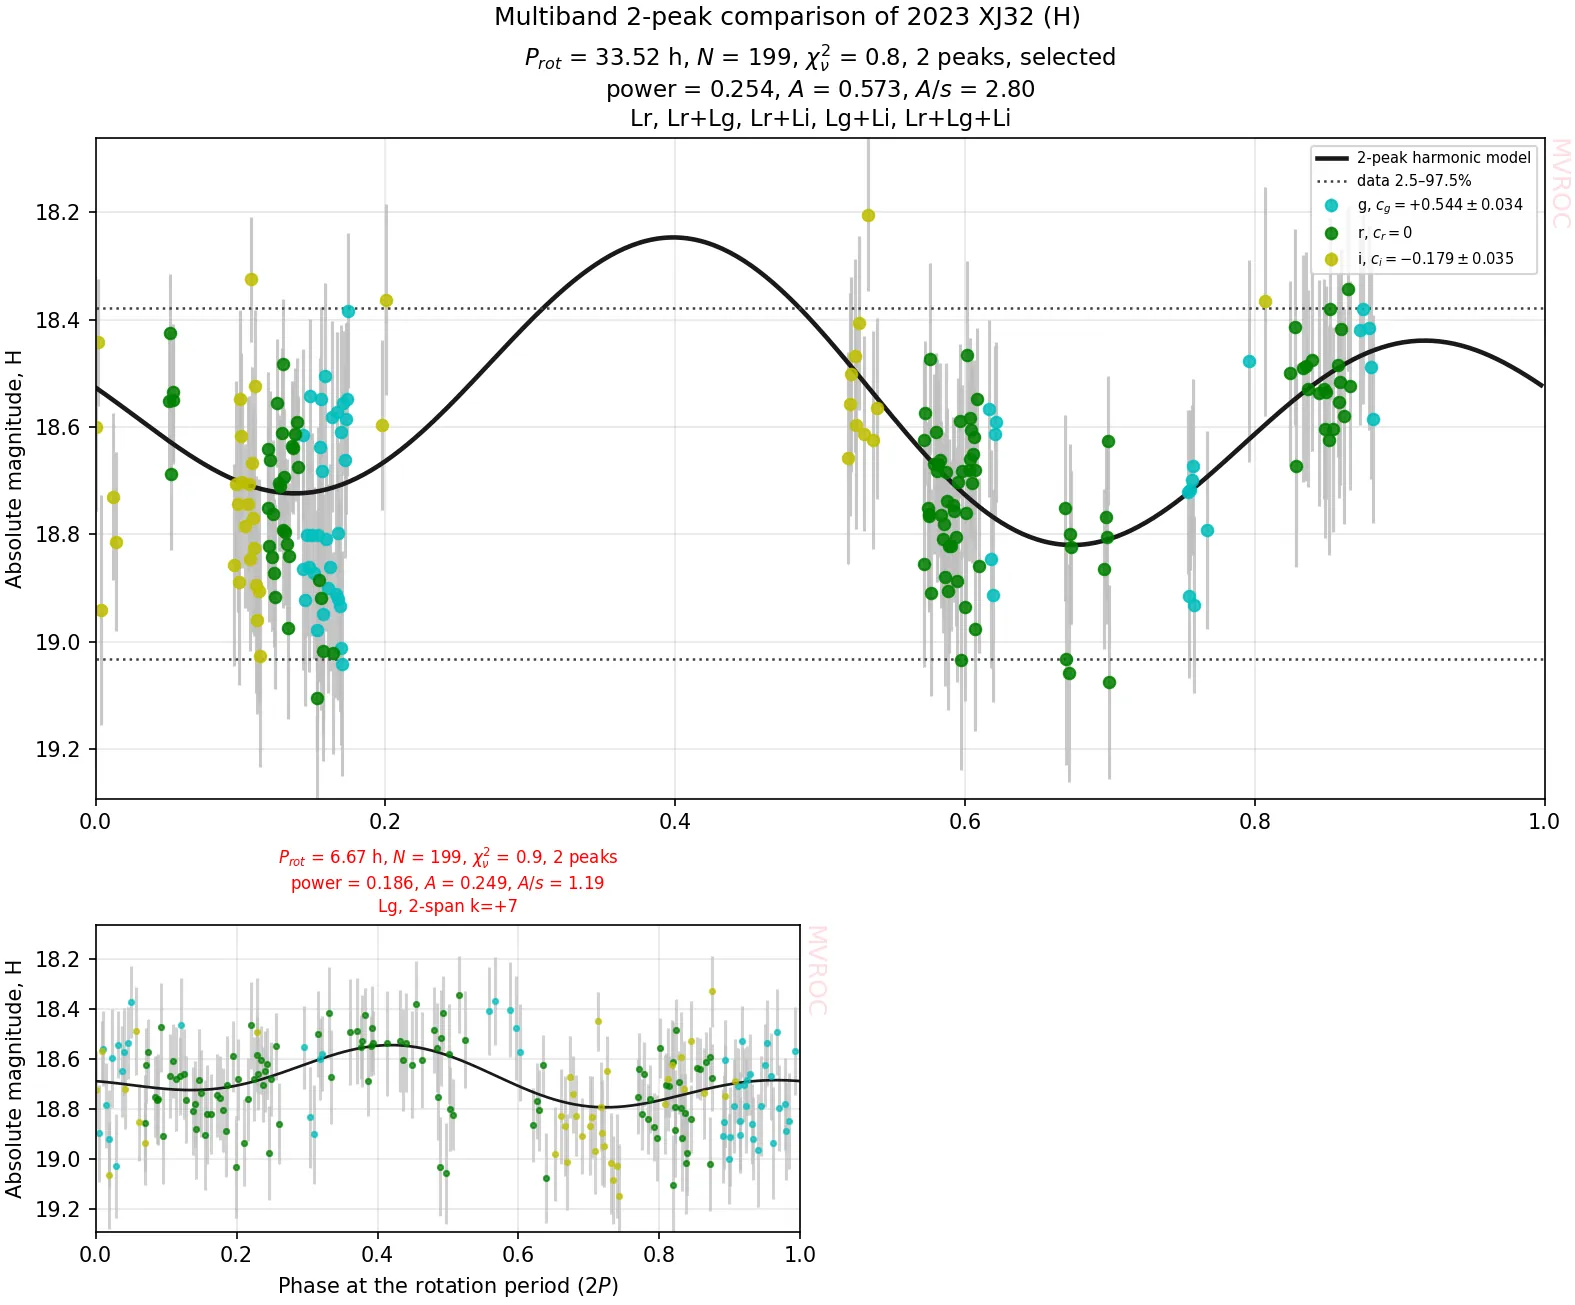 Multiband 2-peak comparison of 2023 XJ32 (H)
P_rot = 33.52 h, N = 199, χ²_ν = 0.8, 2 peaks, selected
power = 0.254, A = 0.573, A/s = 2.80
Lr, Lr+Lg, Lr+Li, Lg+Li, Lr+Lg+Li
MVROC
2-peak harmonic model
data 2.5–97.5%
g, c_g = +0.544 ± 0.034
r, c_r = 0
i, c_i = −0.179 ± 0.035
Absolute magnitude, H
18.2
18.4
18.6
18.8
19.0
19.2
0.0 0.2 0.4 0.6 0.8 1.0
P_rot = 6.67 h, N = 199, χ²_ν = 0.9, 2 peaks
power = 0.186, A = 0.249, A/s = 1.19
Lg, 2-span k=+7
MVROC
Absolute magnitude, H
18.2
18.4
18.6
18.8
19.0
19.2
0.0 0.2 0.4 0.6 0.8 1.0
Phase at the rotation period (2P)